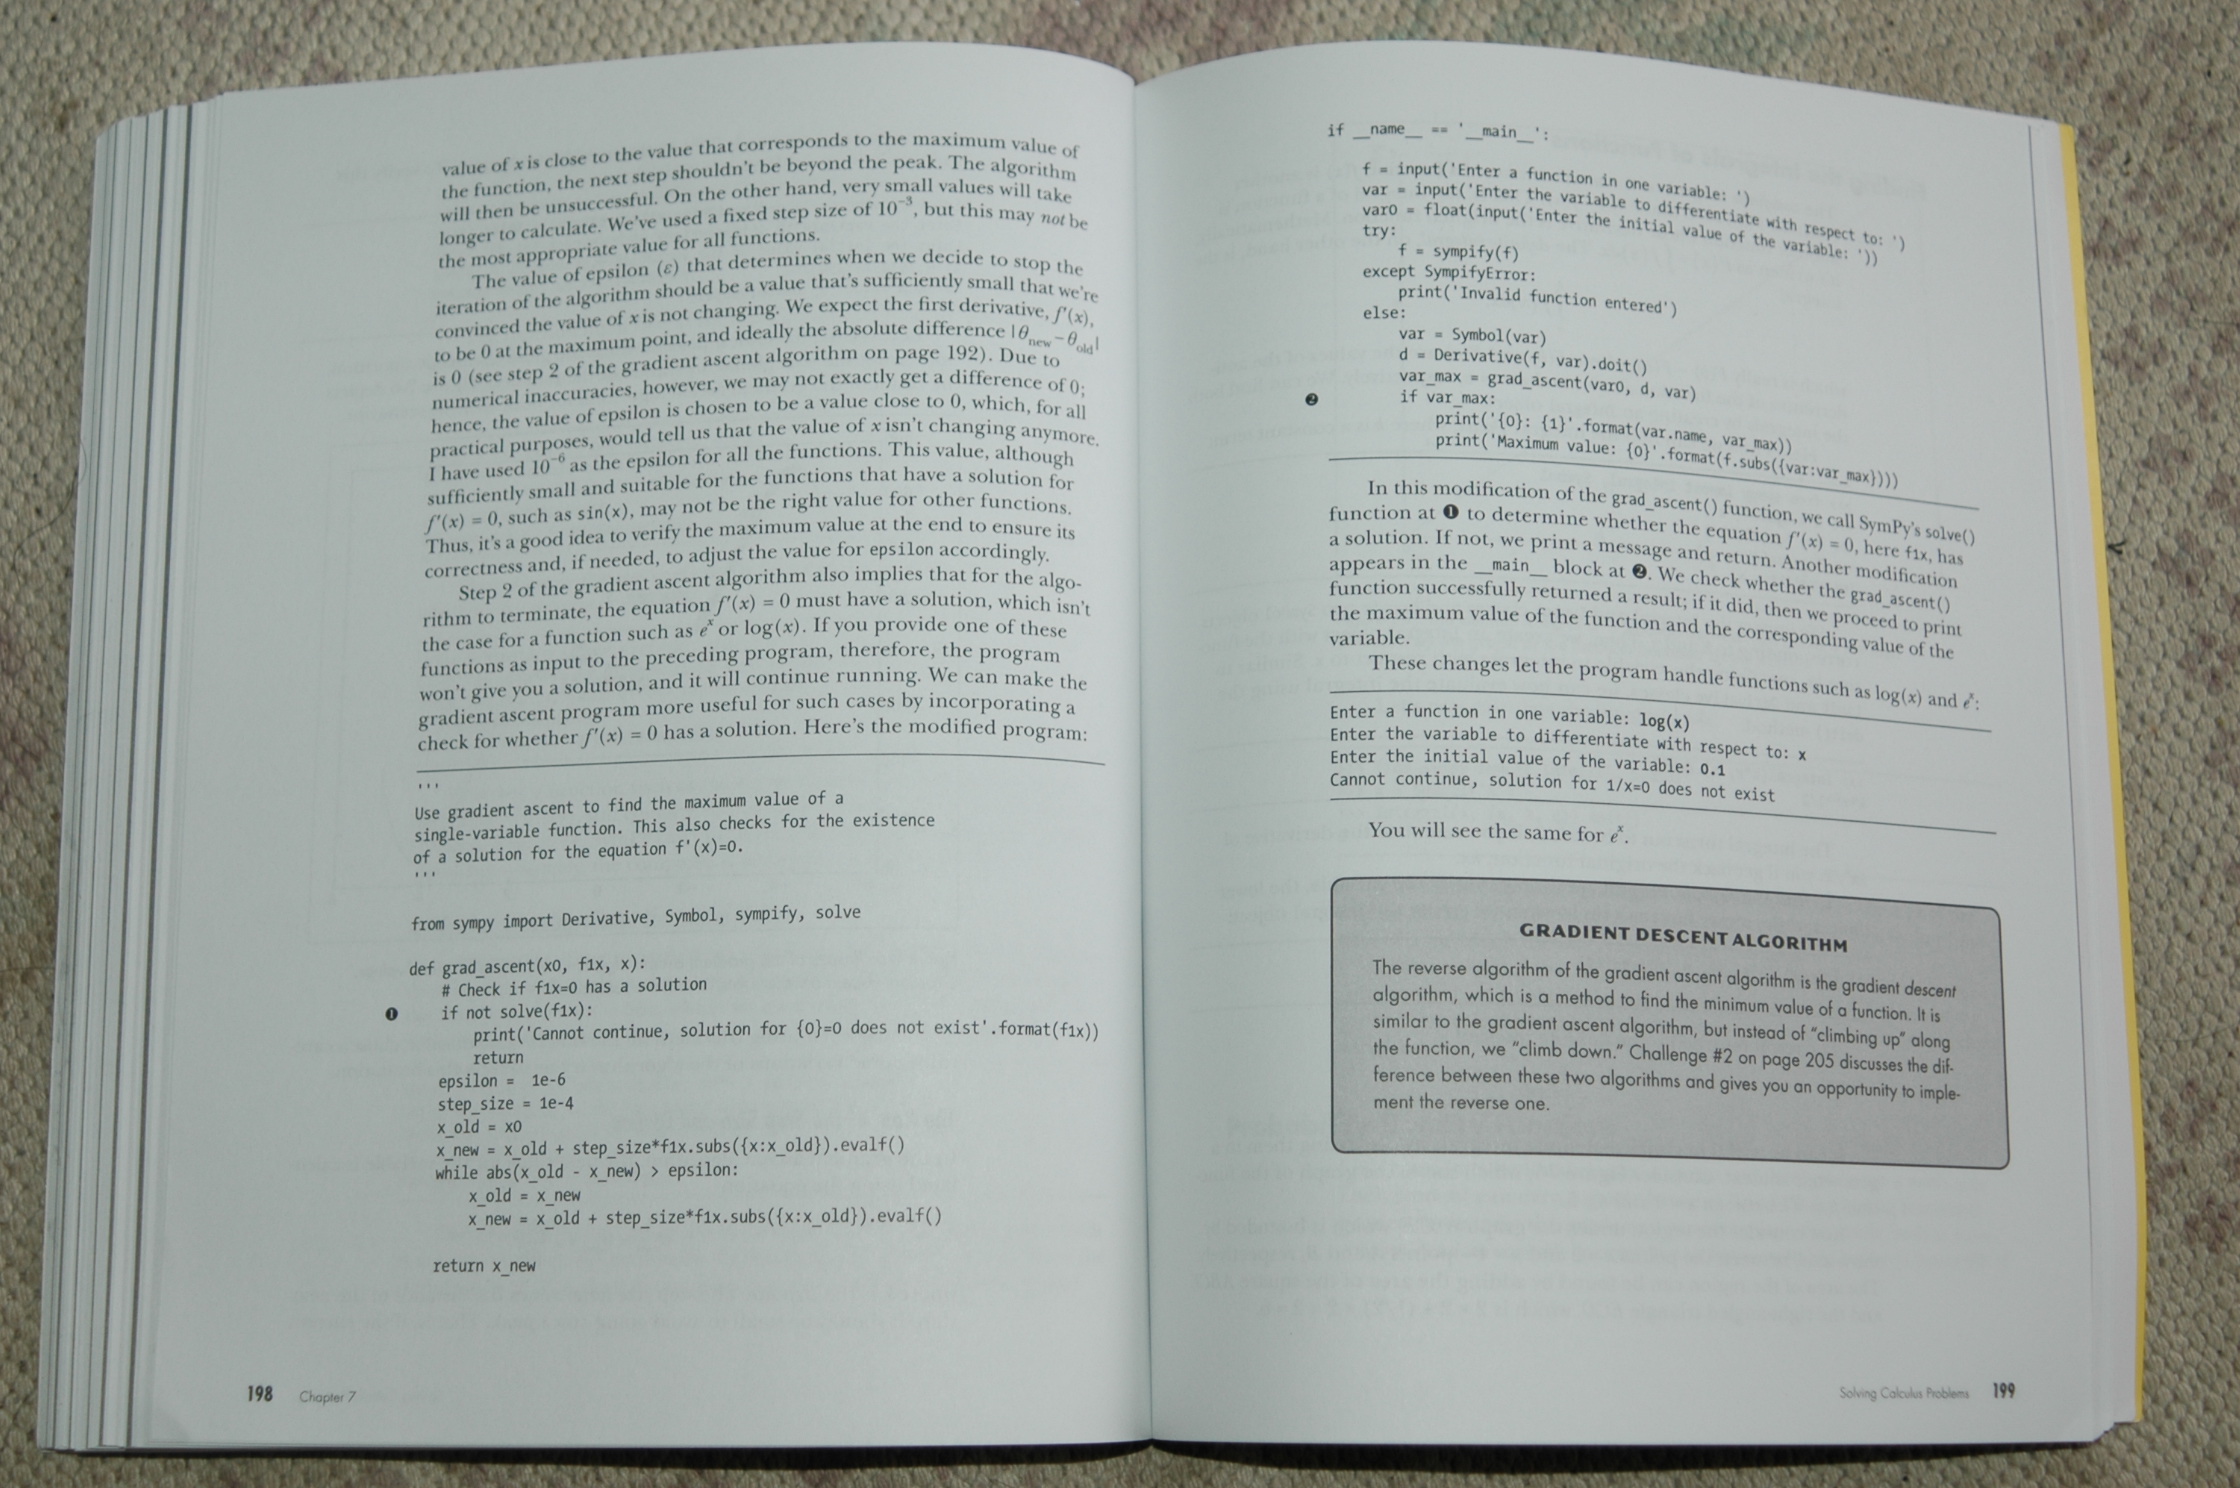 value of x is close to the value that corresponds to the maximum value of
the function, the next step shouldn't be beyond the peak. The algorithm
will then be unsuccessful. On the other hand, very small values will take
longer to calculate. We've used a fixed step size of 10⁻³, but this may not be
the most appropriate value for all functions.
The value of epsilon (ε) that determines when we decide to stop the
iteration of the algorithm should be a value that's sufficiently small that we're
convinced the value of x is not changing. We expect the first derivative, f′(x),
to be 0 at the maximum point, and ideally the absolute difference |θnew − θold|
is 0 (see step 2 of the gradient ascent algorithm on page 192). Due to
numerical inaccuracies, however, we may not exactly get a difference of 0;
hence, the value of epsilon is chosen to be a value close to 0, which, for all
practical purposes, would tell us that the value of x isn't changing anymore.
I have used 10⁻⁶ as the epsilon for all the functions. This value, although
sufficiently small and suitable for the functions that have a solution for
f′(x) = 0, such as sin(x), may not be the right value for other functions.
Thus, it's a good idea to verify the maximum value at the end to ensure its
correctness and, if needed, to adjust the value for epsilon accordingly.
Step 2 of the gradient ascent algorithm also implies that for the algo-
rithm to terminate, the equation f′(x) = 0 must have a solution, which isn't
the case for a function such as eˣ or log(x). If you provide one of these
functions as input to the preceding program, therefore, the program
won't give you a solution, and it will continue running. We can make the
gradient ascent program more useful for such cases by incorporating a
check for whether f′(x) = 0 has a solution. Here's the modified program:
'''
Use gradient ascent to find the maximum value of a
single-variable function. This also checks for the existence
of a solution for the equation f'(x)=0.
'''
from sympy import Derivative, Symbol, sympify, solve
def grad_ascent(x0, f1x, x):
# Check if f1x=0 has a solution
❶ if not solve(f1x):
print('Cannot continue, solution for {0}=0 does not exist'.format(f1x))
return
epsilon = 1e-6
step_size = 1e-4
x_old = x0
x_new = x_old + step_size*f1x.subs({x:x_old}).evalf()
while abs(x_old - x_new) > epsilon:
x_old = x_new
x_new = x_old + step_size*f1x.subs({x:x_old}).evalf()
return x_new
198 Chapter 7
if __name__ == '__main__':
f = input('Enter a function in one variable: ')
var = input('Enter the variable to differentiate with respect to: ')
var0 = float(input('Enter the initial value of the variable: '))
try:
f = sympify(f)
except SympifyError:
print('Invalid function entered')
else:
var = Symbol(var)
d = Derivative(f, var).doit()
var_max = grad_ascent(var0, d, var)
❷ if var_max:
print('{0}: {1}'.format(var.name, var_max))
print('Maximum value: {0}'.format(f.subs({var:var_max})))
In this modification of the grad_ascent() function, we call SymPy's solve()
function at ❶ to determine whether the equation f′(x) = 0, here f1x, has
a solution. If not, we print a message and return. Another modification
appears in the __main__ block at ❷. We check whether the grad_ascent()
function successfully returned a result; if it did, then we proceed to print
the maximum value of the function and the corresponding value of the
variable.
These changes let the program handle functions such as log(x) and eˣ:
Enter a function in one variable: log(x)
Enter the variable to differentiate with respect to: x
Enter the initial value of the variable: 0.1
Cannot continue, solution for 1/x=0 does not exist
You will see the same for eˣ.
GRADIENT DESCENT ALGORITHM
The reverse algorithm of the gradient ascent algorithm is the gradient descent
algorithm, which is a method to find the minimum value of a function. It is
similar to the gradient ascent algorithm, but instead of "climbing up" along
the function, we "climb down." Challenge #2 on page 205 discusses the dif-
ference between these two algorithms and gives you an opportunity to imple-
ment the reverse one.
Solving Calculus Problems 199